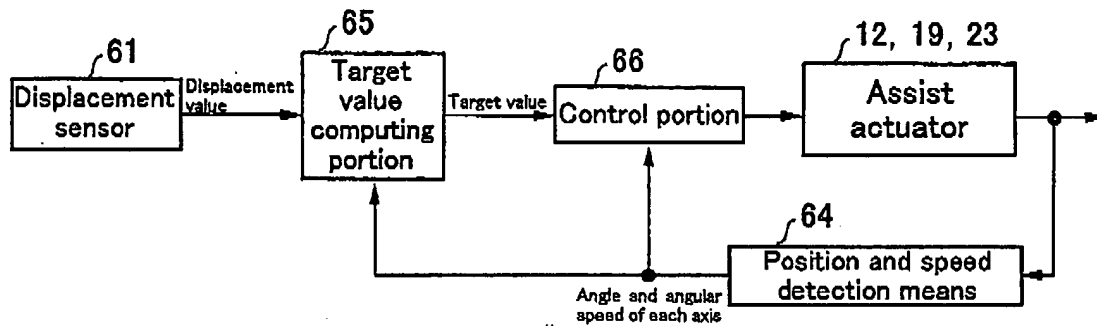 61
Displacement
sensor
Displacement
value
65
Target
value
computing
portion
Target value
66
Control portion
12, 19, 23
Assist
actuator
64
Position and speed
detection means
Angle and angular
speed of each axis